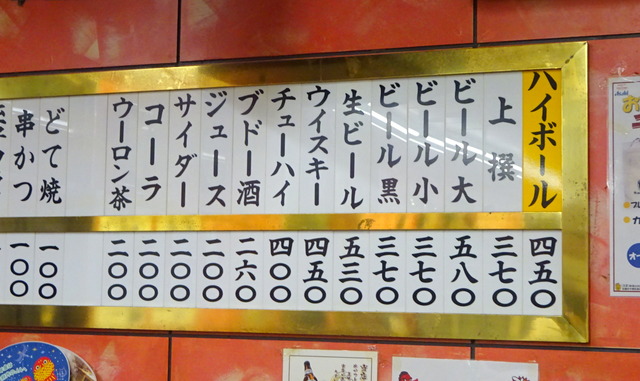 ハイボール 四五〇
上撰 三七〇
ビール大 五八〇
ビール小 三七〇
ビール黒 三七〇
生ビール 五三〇
ウイスキー 四五〇
チューハイ 四〇〇
ブドー酒 二六〇
ジュース 二〇〇
サイダー 二〇〇
コーラ 二〇〇
ウーロン茶 二〇〇
どて焼 一〇〇
串かつ 一〇〇
Asahi